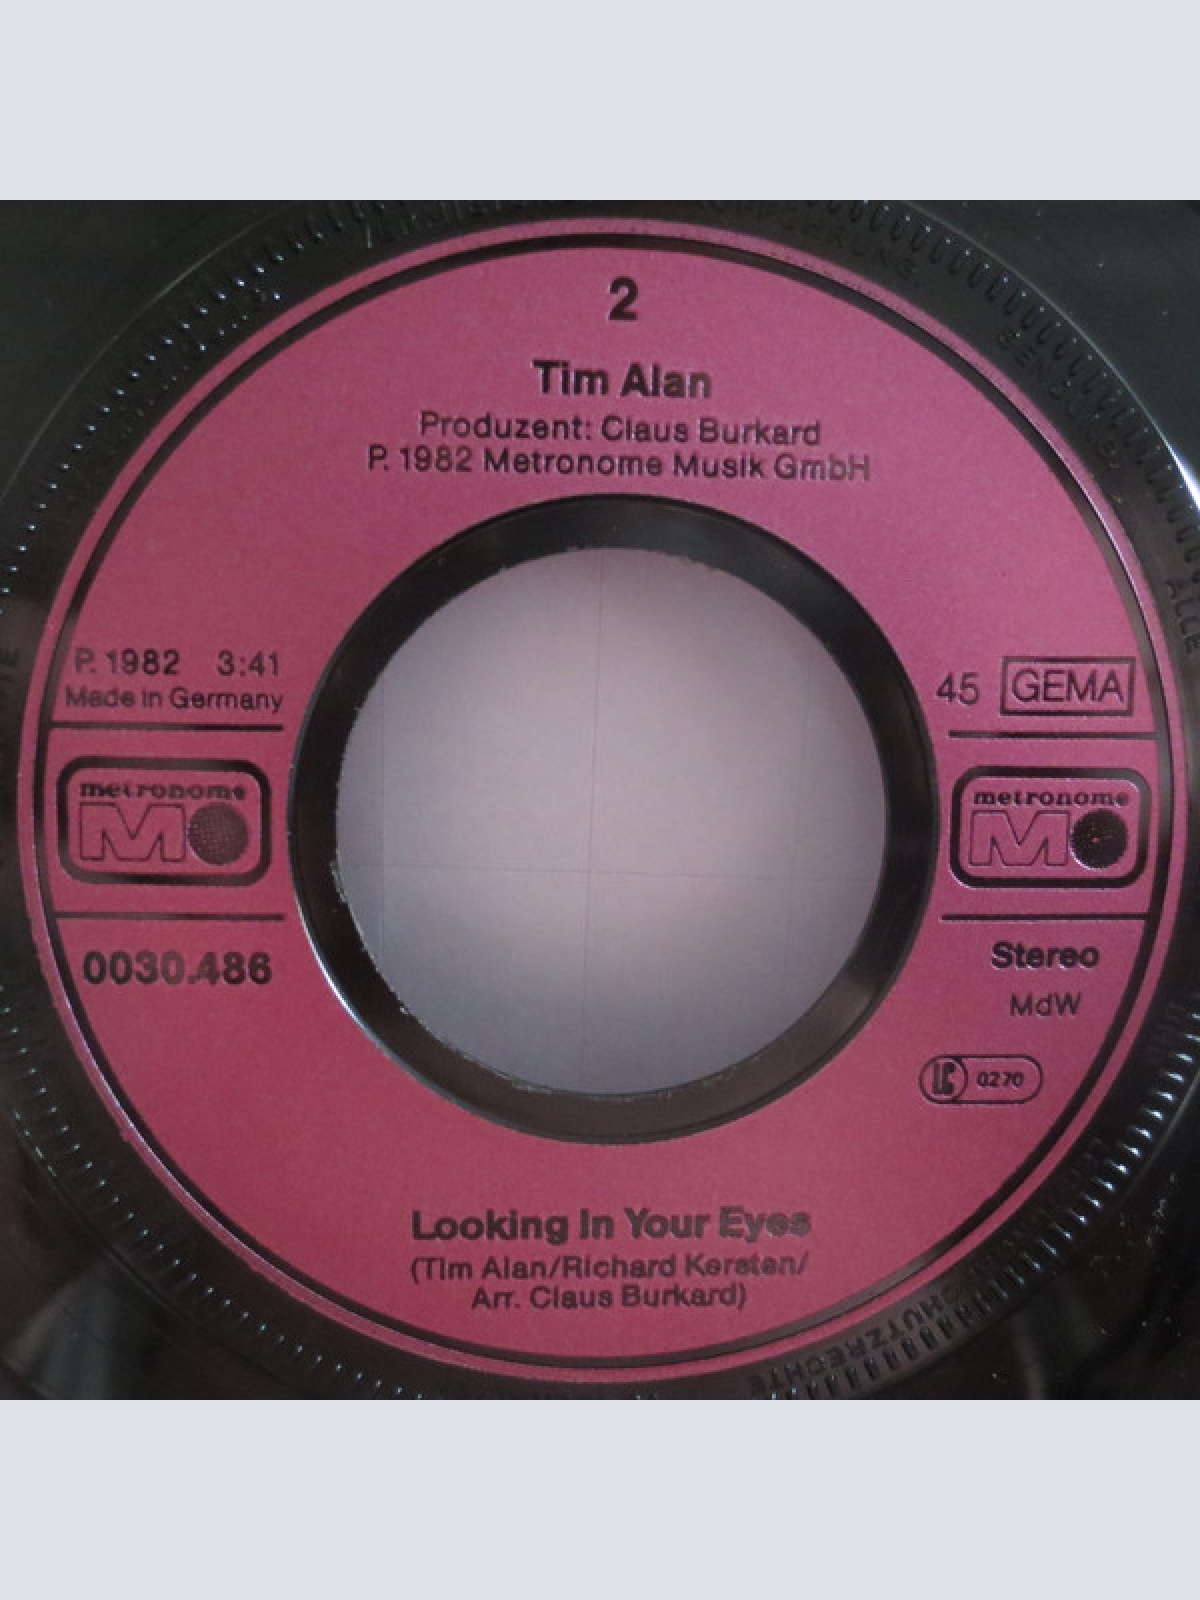 2
Tim Alan
Produzent: Claus Burkard
P. 1982 Metronome Musik GmbH
P. 1982 3:41
Made in Germany
45 GEMA
metronome
M
metronome
M
0030.486
Stereo
MdW
LC 0270
Looking In Your Eyes
(Tim Alan/Richard Kersten/
Arr. Claus Burkard)
ALLE